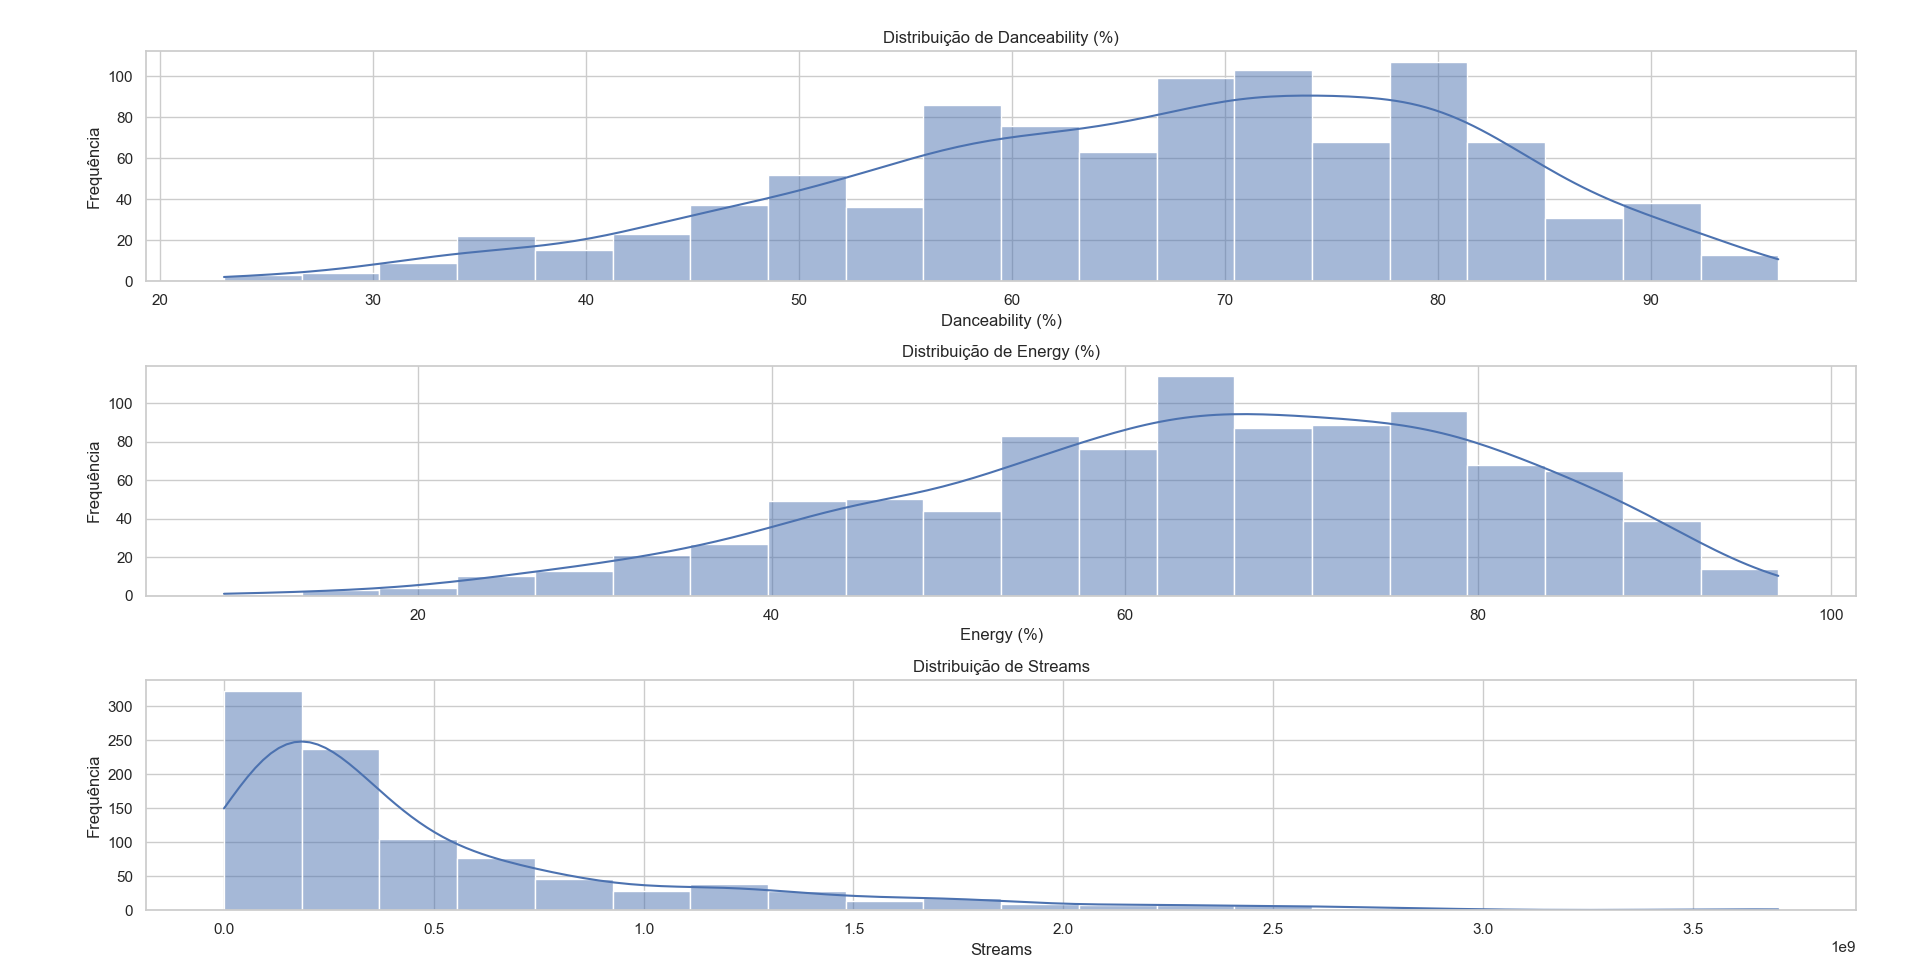 Distribuição de Danceability (%)
Frequência
100
80
60
40
20
0
20 30 40 50 60 70 80 90
Danceability (%)
Distribuição de Energy (%)
Frequência
100
80
60
40
20
0
20 40 60 80 100
Energy (%)
Distribuição de Streams
Frequência
300
250
200
150
100
50
0
0.0 0.5 1.0 1.5 2.0 2.5 3.0 3.5
1e9
Streams